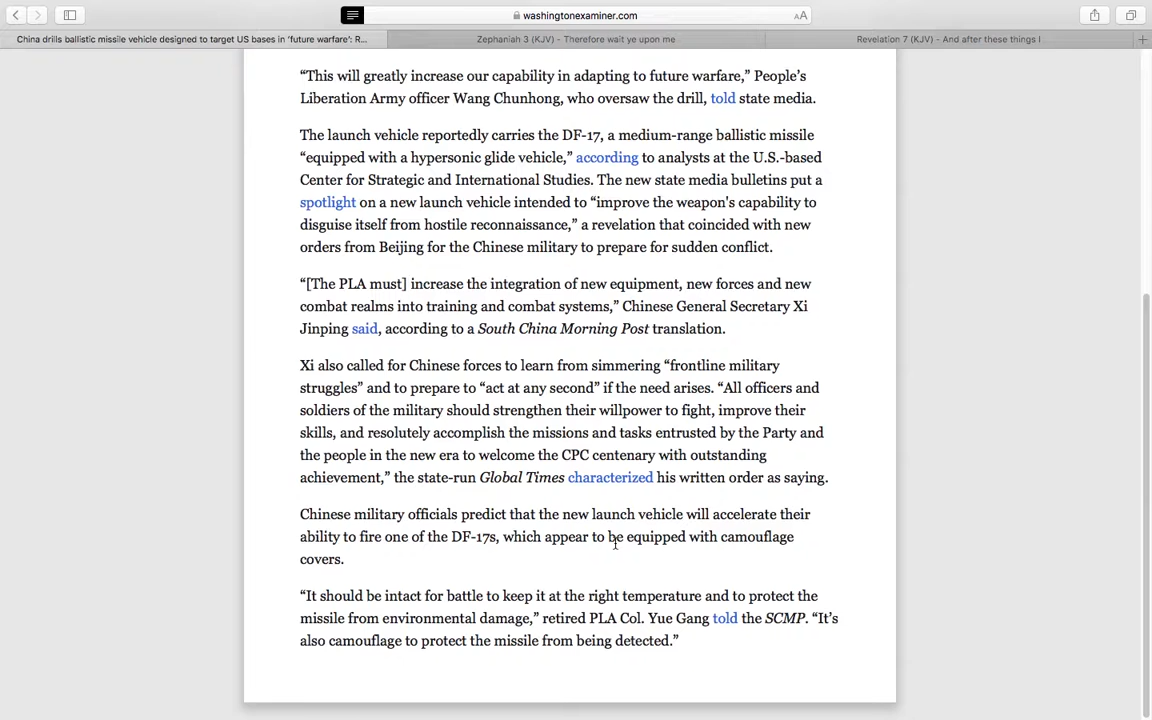 washingtonexaminer.com
AA
China drills ballistic missile vehicle designed to target US bases in ‘future warfare’: R...
Zephaniah 3 (KJV) - Therefore wait ye upon me
Revelation 7 (KJV) - And after these things I
“This will greatly increase our capability in adapting to future warfare,” People’s
Liberation Army officer Wang Chunhong, who oversaw the drill, told state media.
The launch vehicle reportedly carries the DF-17, a medium-range ballistic missile
“equipped with a hypersonic glide vehicle,” according to analysts at the U.S.-based
Center for Strategic and International Studies. The new state media bulletins put a
spotlight on a new launch vehicle intended to “improve the weapon's capability to
disguise itself from hostile reconnaissance,” a revelation that coincided with new
orders from Beijing for the Chinese military to prepare for sudden conflict.
“[The PLA must] increase the integration of new equipment, new forces and new
combat realms into training and combat systems,” Chinese General Secretary Xi
Jinping said, according to a South China Morning Post translation.
Xi also called for Chinese forces to learn from simmering “frontline military
struggles” and to prepare to “act at any second” if the need arises. “All officers and
soldiers of the military should strengthen their willpower to fight, improve their
skills, and resolutely accomplish the missions and tasks entrusted by the Party and
the people in the new era to welcome the CPC centenary with outstanding
achievement,” the state-run Global Times characterized his written order as saying.
Chinese military officials predict that the new launch vehicle will accelerate their
ability to fire one of the DF-17s, which appear to be equipped with camouflage
covers.
“It should be intact for battle to keep it at the right temperature and to protect the
missile from environmental damage,” retired PLA Col. Yue Gang told the SCMP. “It’s
also camouflage to protect the missile from being detected.”